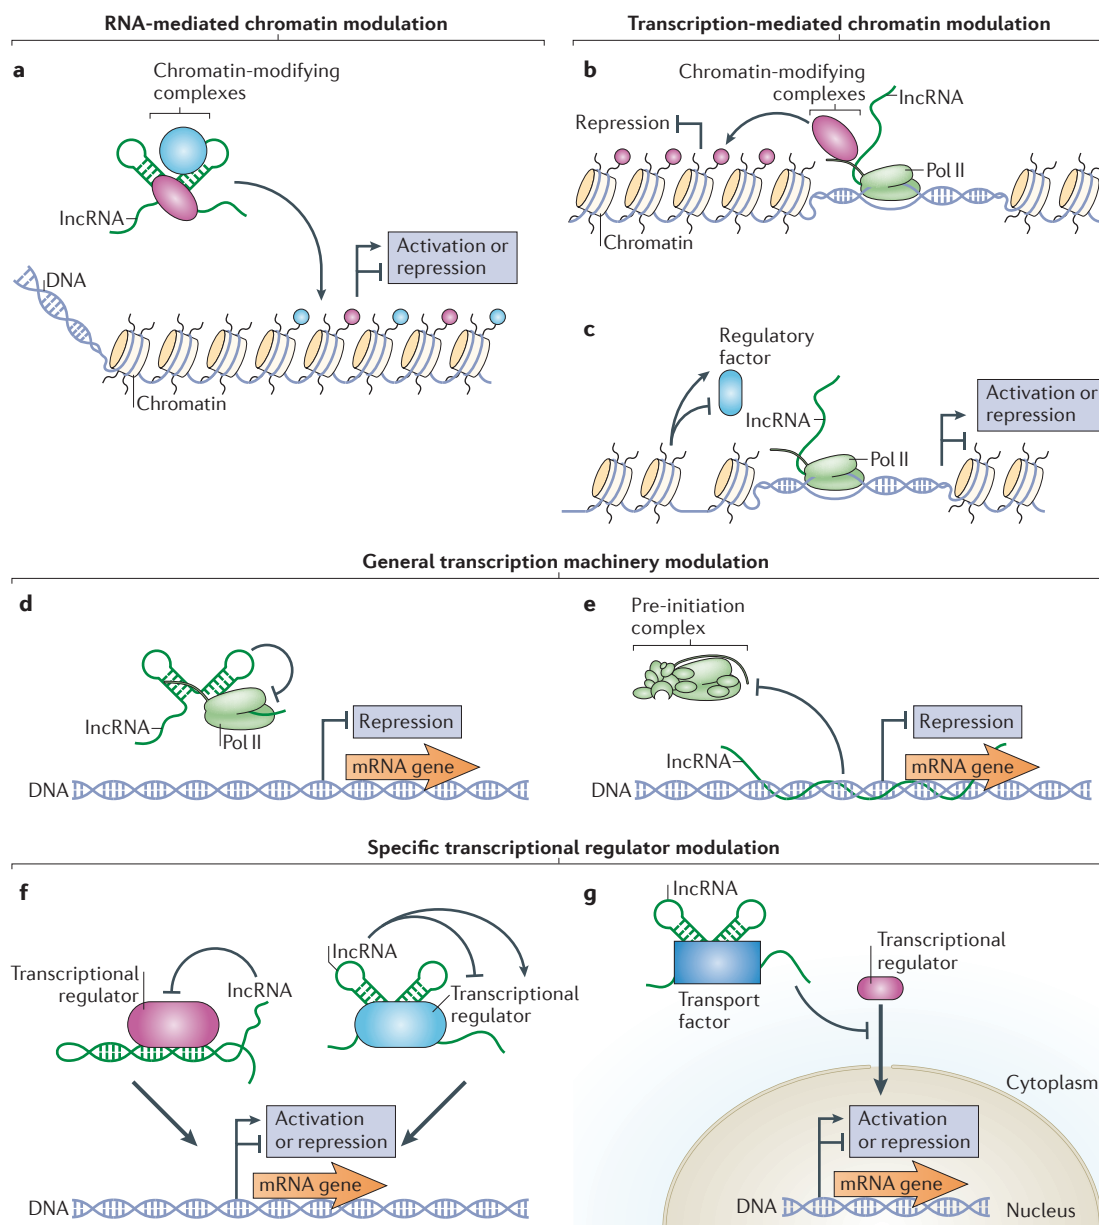 RNA-mediated chromatin modulation
Transcription-mediated chromatin modulation
a
Chromatin-modifying
complexes
lncRNA
DNA
Activation or
repression
Chromatin
b
Chromatin-modifying
complexes
lncRNA
Repression
Pol II
Chromatin
c
Regulatory
factor
lncRNA
Pol II
Activation or
repression
General transcription machinery modulation
d
lncRNA
Pol II
Repression
mRNA gene
DNA
e
Pre-initiation
complex
lncRNA
Repression
mRNA gene
DNA
Specific transcriptional regulator modulation
f
Transcriptional
regulator
lncRNA
lncRNA
Transcriptional
regulator
Activation
or repression
mRNA gene
DNA
g
lncRNA
Transport
factor
Transcriptional
regulator
Cytoplasm
Activation
or repression
mRNA gene
DNA
Nucleus